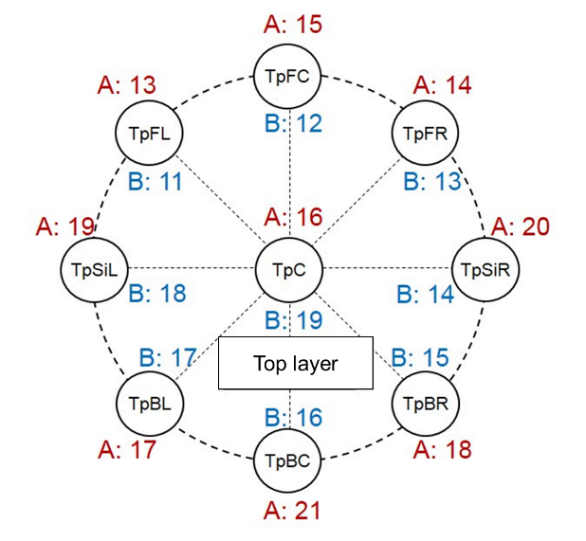 A: 15
TpFC
B: 12
A: 13
TpFL
B: 11
A: 14
TpFR
B: 13
A: 19
TpSiL
B: 18
A: 16
TpC
B: 19
A: 20
TpSiR
B: 14
Top layer
B: 17
TpBL
A: 17
B: 16
TpBC
A: 21
B: 15
TpBR
A: 18